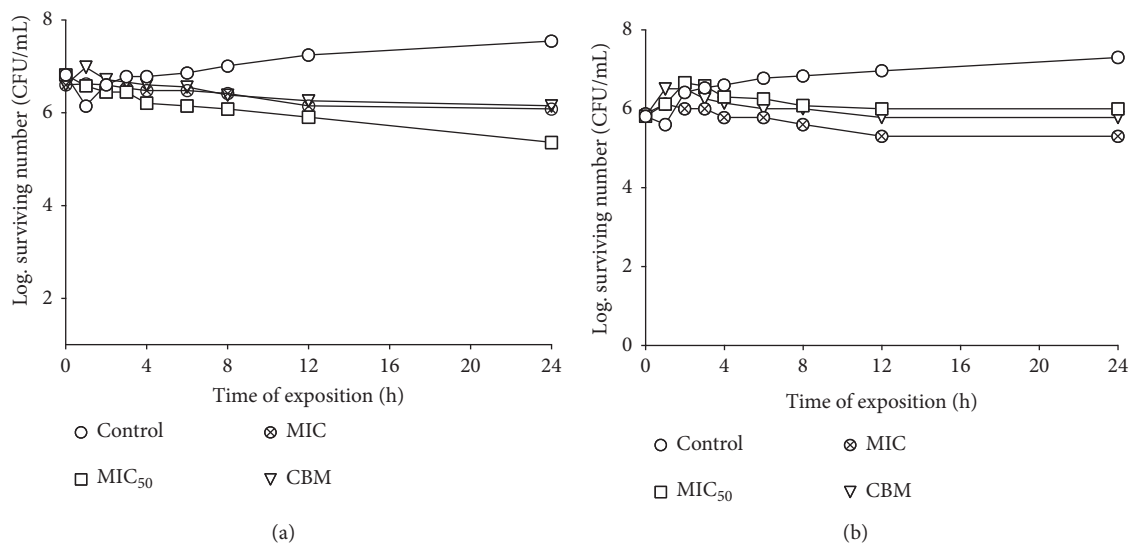 Log. surviving number (CFU/mL)
8
6
4
2
0
4
8
12
16
20
24
Time of exposition (h)
Control
MIC
MIC₅₀
CBM
(a)
Log. surviving number (CFU/mL)
8
6
4
2
0
0
4
8
12
16
20
24
Time of exposition (h)
Control
MIC
MIC₅₀
CBM
(b)